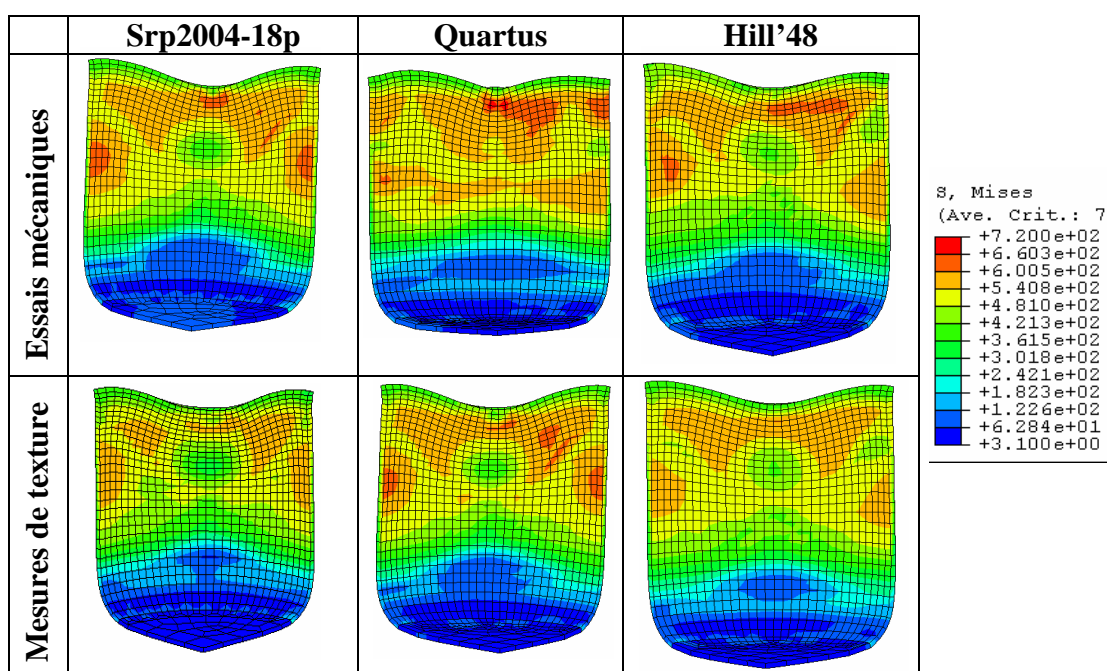 Srp2004-18p Quartus Hill'48
Essais mécaniques
Mesures de texture
S, Mises
(Ave. Crit.: 7
+7.200e+02
+6.603e+02
+6.005e+02
+5.408e+02
+4.810e+02
+4.213e+02
+3.615e+02
+3.018e+02
+2.421e+02
+1.823e+02
+1.226e+02
+6.284e+01
+3.100e+00